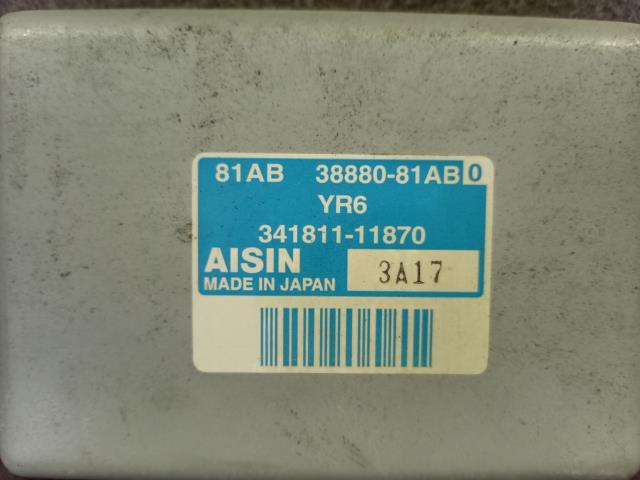 81AB 38880-81AB0
YR6
341811-11870
AISIN
MADE IN JAPAN
3A17